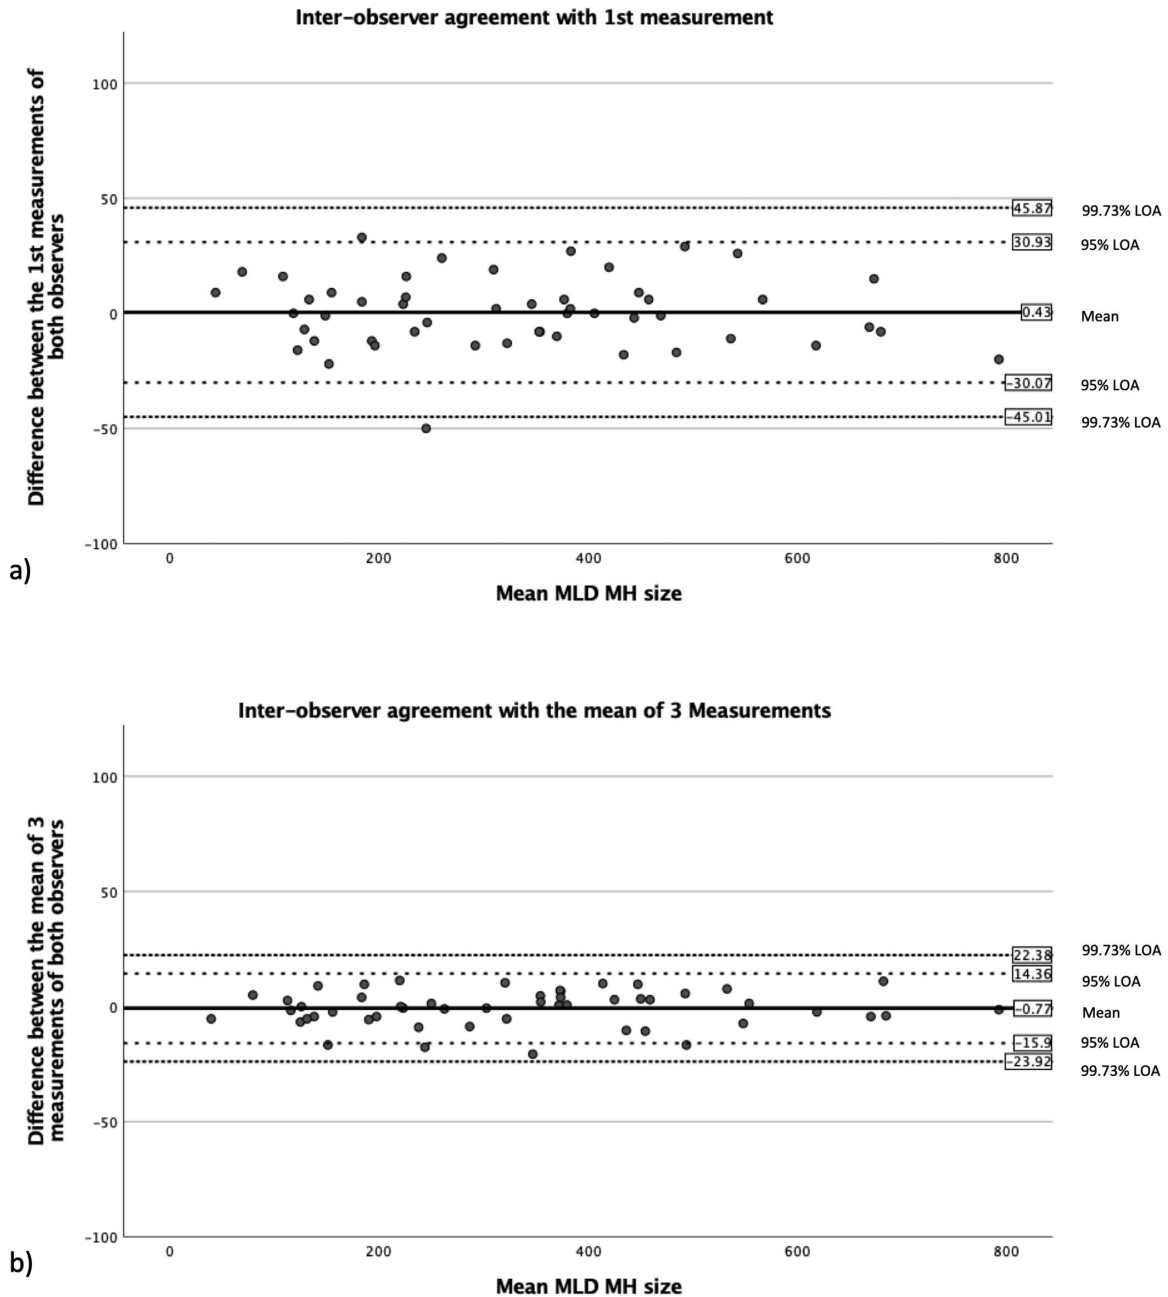 Inter-observer agreement with 1st measurement
Difference between the 1st measurements of
both observers
100
50
0
-50
-100
45.87
99.73% LOA
30.93
95% LOA
0.43
Mean
-30.07
95% LOA
-45.01
99.73% LOA
0
200
400
600
800
a)
Mean MLD MH size
Inter-observer agreement with the mean of 3 Measurements
Difference between the mean of 3
measurements of both observers
100
50
0
-50
-100
22.38
99.73% LOA
14.36
95% LOA
-0.77
Mean
-15.9
95% LOA
-23.92
99.73% LOA
0
200
400
600
800
b)
Mean MLD MH size